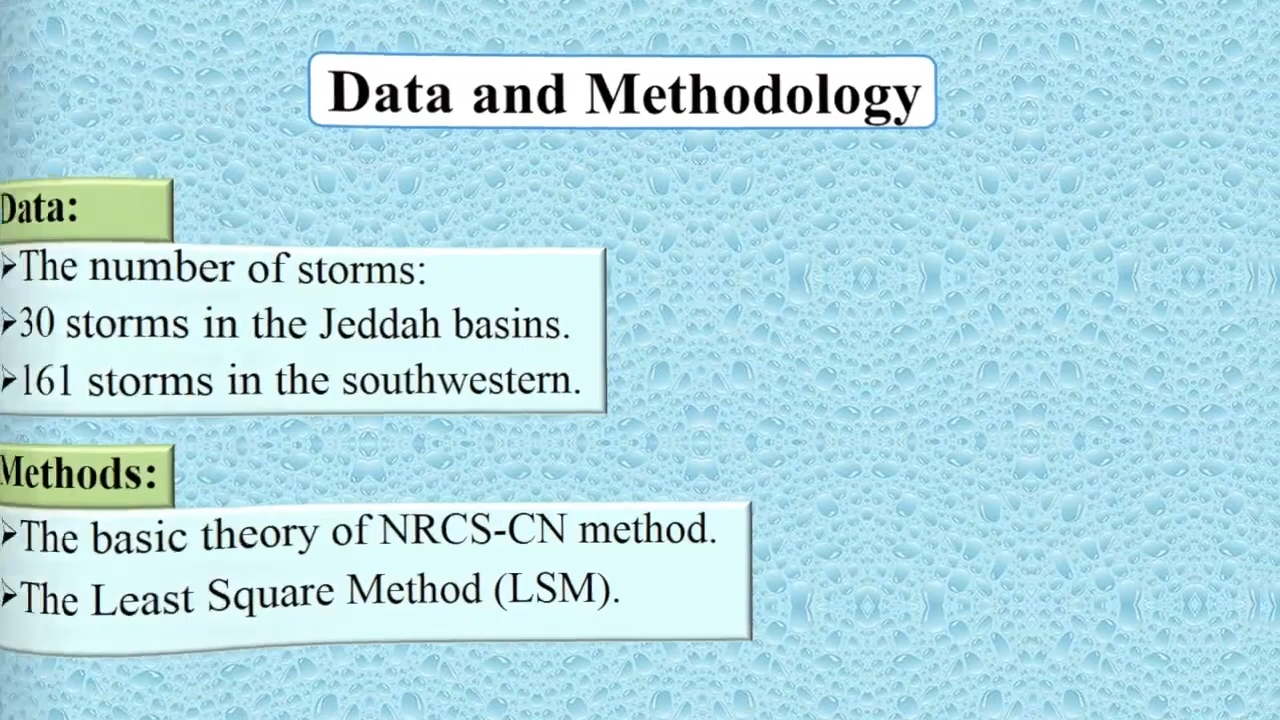 Data and Methodology
Data:
➢The number of storms:
➢30 storms in the Jeddah basins.
➢161 storms in the southwestern.
Methods:
➢The basic theory of NRCS-CN method.
➢The Least Square Method (LSM).